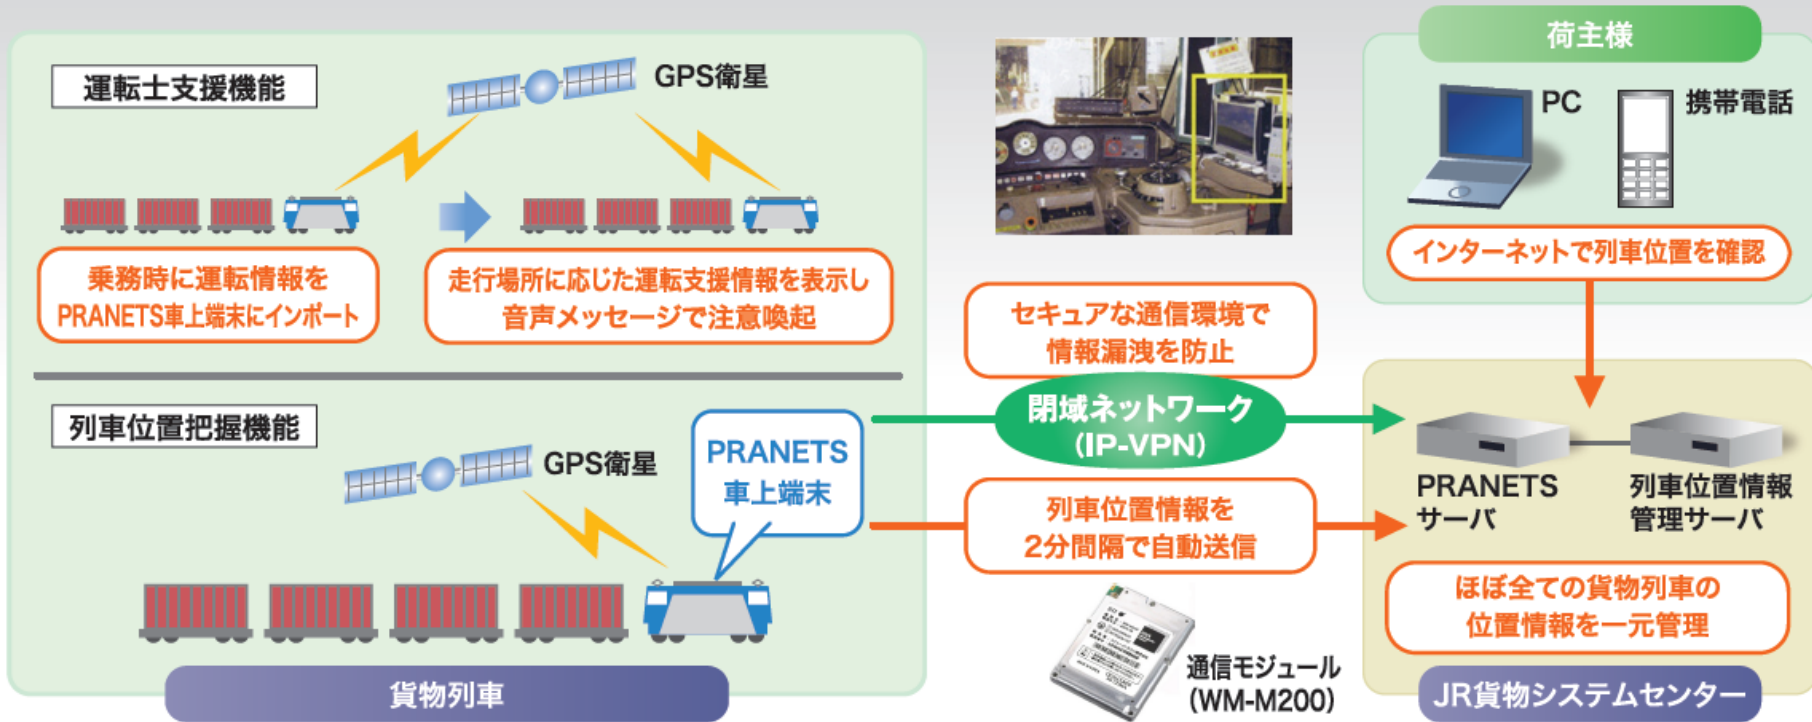 運転士支援機能
GPS衛星
乗務時に運転情報を
PRANETS車上端末にインポート
走行場所に応じた運転支援情報を表示し
音声メッセージで注意喚起
列車位置把握機能
GPS衛星
PRANETS
車上端末
貨物列車
セキュアな通信環境で
情報漏洩を防止
閉域ネットワーク
(IP-VPN)
列車位置情報を
2分間隔で自動送信
通信モジュール
(WM-M200)
荷主様
PC
携帯電話
インターネットで列車位置を確認
PRANETS
サーバ
列車位置情報
管理サーバ
ほぼ全ての貨物列車の
位置情報を一元管理
JR貨物システムセンター